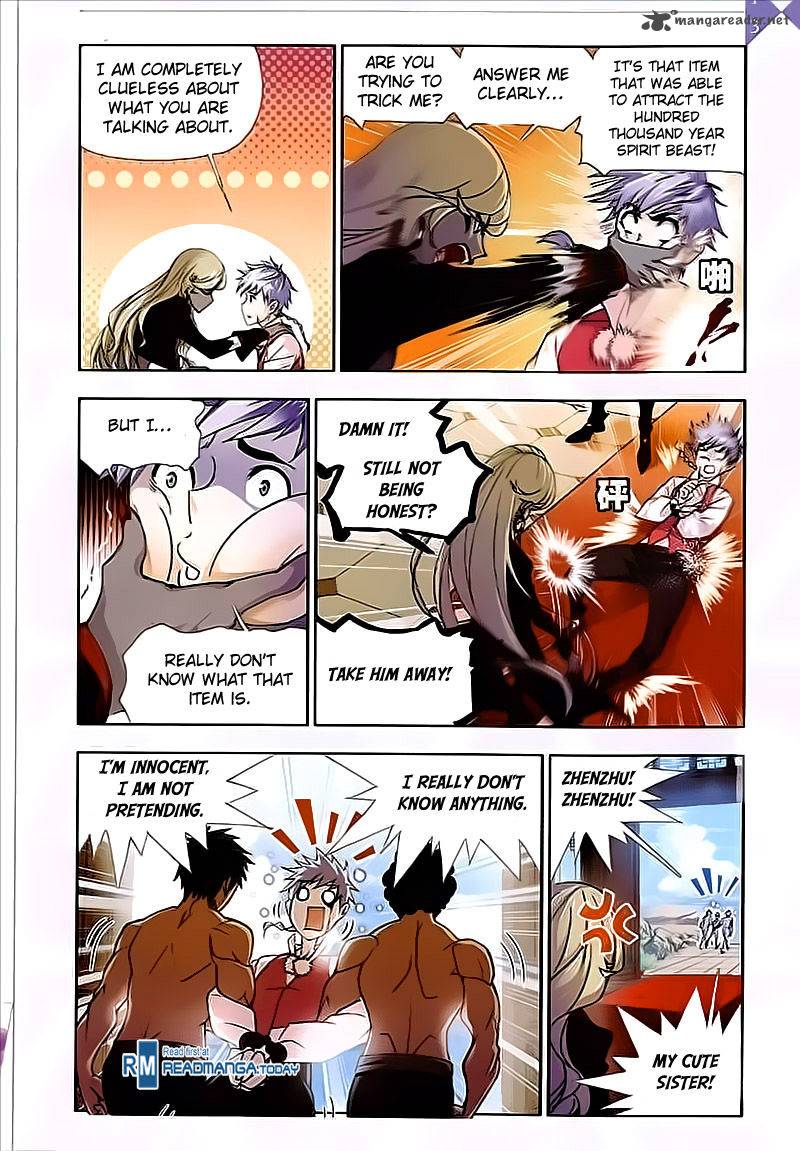 mangareader.net
3
I AM COMPLETELY
CLUELESS ABOUT
WHAT YOU ARE
TALKING ABOUT.
ARE YOU
TRYING TO
TRICK ME?
ANSWER ME
CLEARLY...
IT'S THAT ITEM
THAT WAS ABLE
TO ATTRACT THE
HUNDRED
THOUSAND YEAR
SPIRIT BEAST!
啪
BUT I...
REALLY DON'T
KNOW WHAT THAT
ITEM IS.
DAMN IT!
STILL NOT
BEING
HONEST?
砰
TAKE HIM AWAY!
I'M INNOCENT,
I AM NOT
PRETENDING.
I REALLY DON'T
KNOW ANYTHING.
ZHENZHU!
ZHENZHU!
MY CUTE
SISTER!
RM
Read first at
READMANGA.TODAY